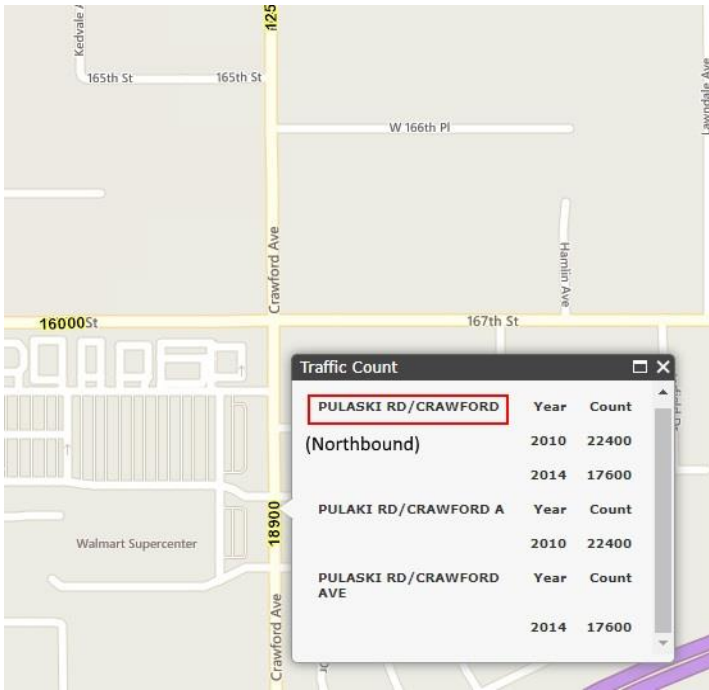 Kedvale A
125
165th St
165th St
W 166th Pl
Lawndale Ave
Crawford Ave
Hamlin Ave
16000St
167th St
Traffic Count
PULASKI RD/CRAWFORD Year Count
(Northbound) 2010 22400
2014 17600
PULAKI RD/CRAWFORD A Year Count
2010 22400
PULASKI RD/CRAWFORD Year Count
AVE
2014 17600
18900
Walmart Supercenter
Crawford Ave